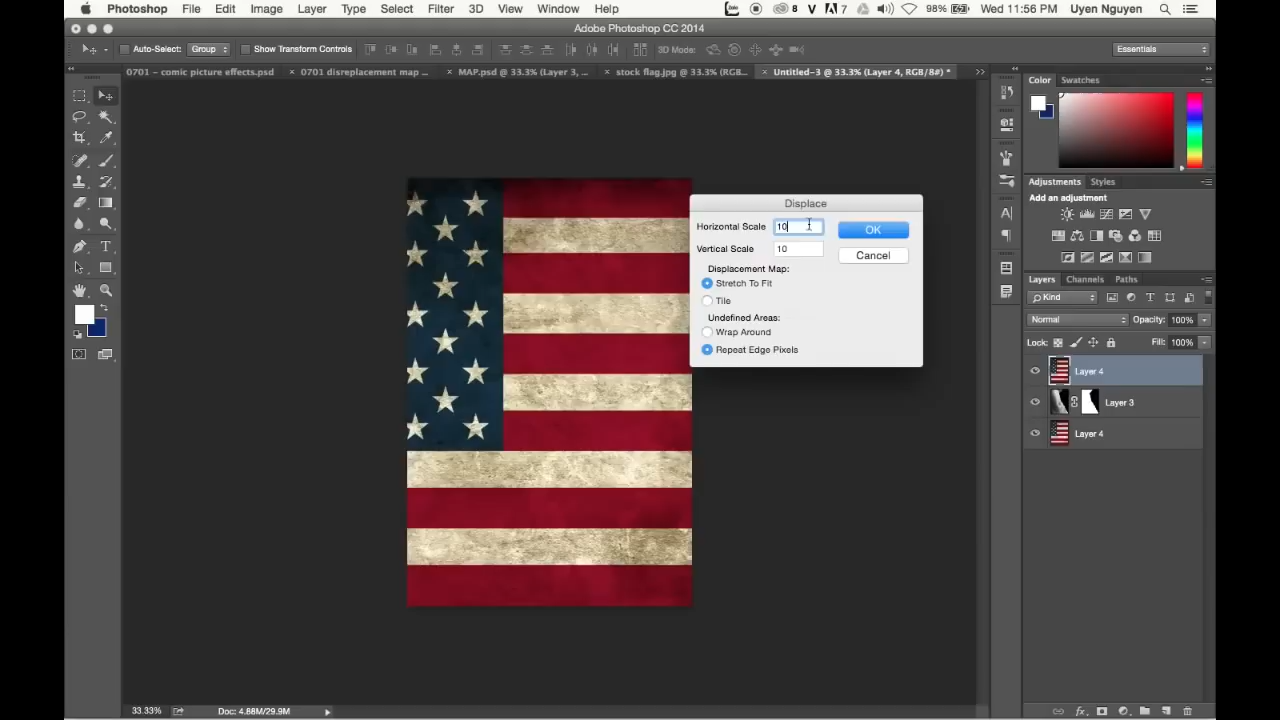 Photoshop File Edit Image Layer Type Select Filter 3D View Window Help 8 V 7 98% Wed 11:56 PM Uyen Nguyen
Adobe Photoshop CC 2014
Auto-Select: Group Show Transform Controls 3D Mode: Essentials
0701 - comic picture effects.psd × 0701 disreplacement map ... × MAP.psd @ 33.3% (Layer 3, ... × stock flag.jpg @ 33.3% (RGB... × Untitled-3 @ 33.3% (Layer 4, RGB/8#) *
Color Swatches
Adjustments Styles
Add an adjustment
Displace
Horizontal Scale 10 OK
Vertical Scale 10 Cancel
Displacement Map:
Stretch To Fit
Tile
Undefined Areas:
Wrap Around
Repeat Edge Pixels
Layers Channels Paths
Kind
Normal Opacity: 100%
Lock: Fill: 100%
Layer 4
Layer 3
Layer 4
33.33% Doc: 4.88M/29.9M